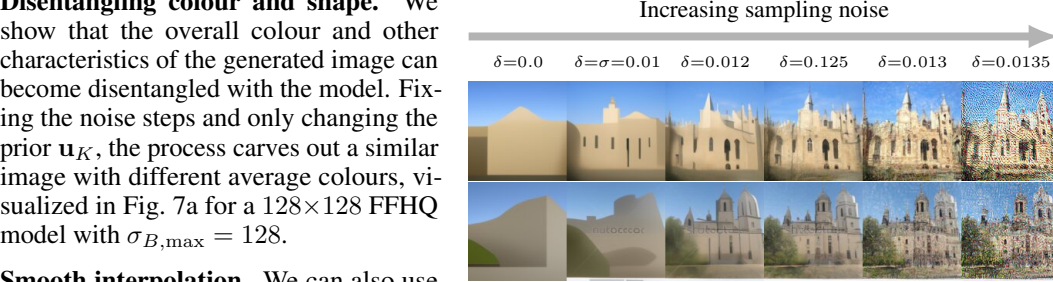 Disentangling colour and shape. We
show that the overall colour and other
characteristics of the generated image can
become disentangled with the model. Fix-
ing the noise steps and only changing the
prior u_K, the process carves out a similar
image with different average colours, vi-
sualized in Fig. 7a for a 128×128 FFHQ
model with σ_B,max = 128.
Smooth interpolation. We can also use
Increasing sampling noise
δ=0.0 δ=σ=0.01 δ=0.012 δ=0.125 δ=0.013 δ=0.0135